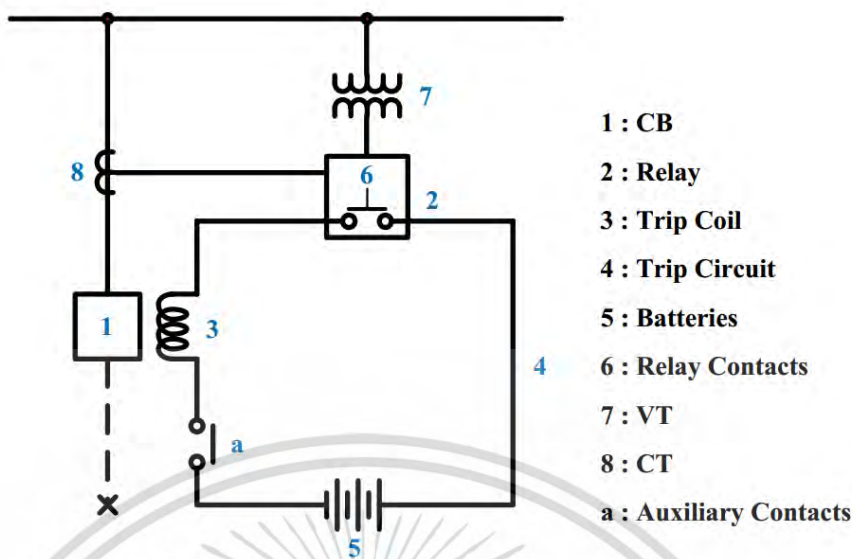 7
8
6
2
1
3
4
a
5
1 : CB
2 : Relay
3 : Trip Coil
4 : Trip Circuit
5 : Batteries
6 : Relay Contacts
7 : VT
8 : CT
a : Auxiliary Contacts